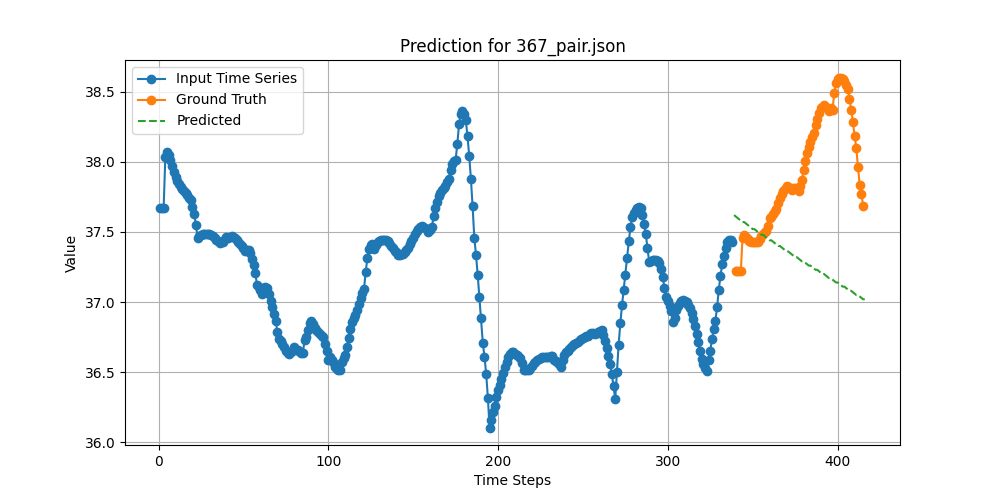 Prediction for 367_pair.json
Input Time Series
Ground Truth
Predicted
Value
38.5
38.0
37.5
37.0
36.5
36.0
0 100 200 300 400
Time Steps